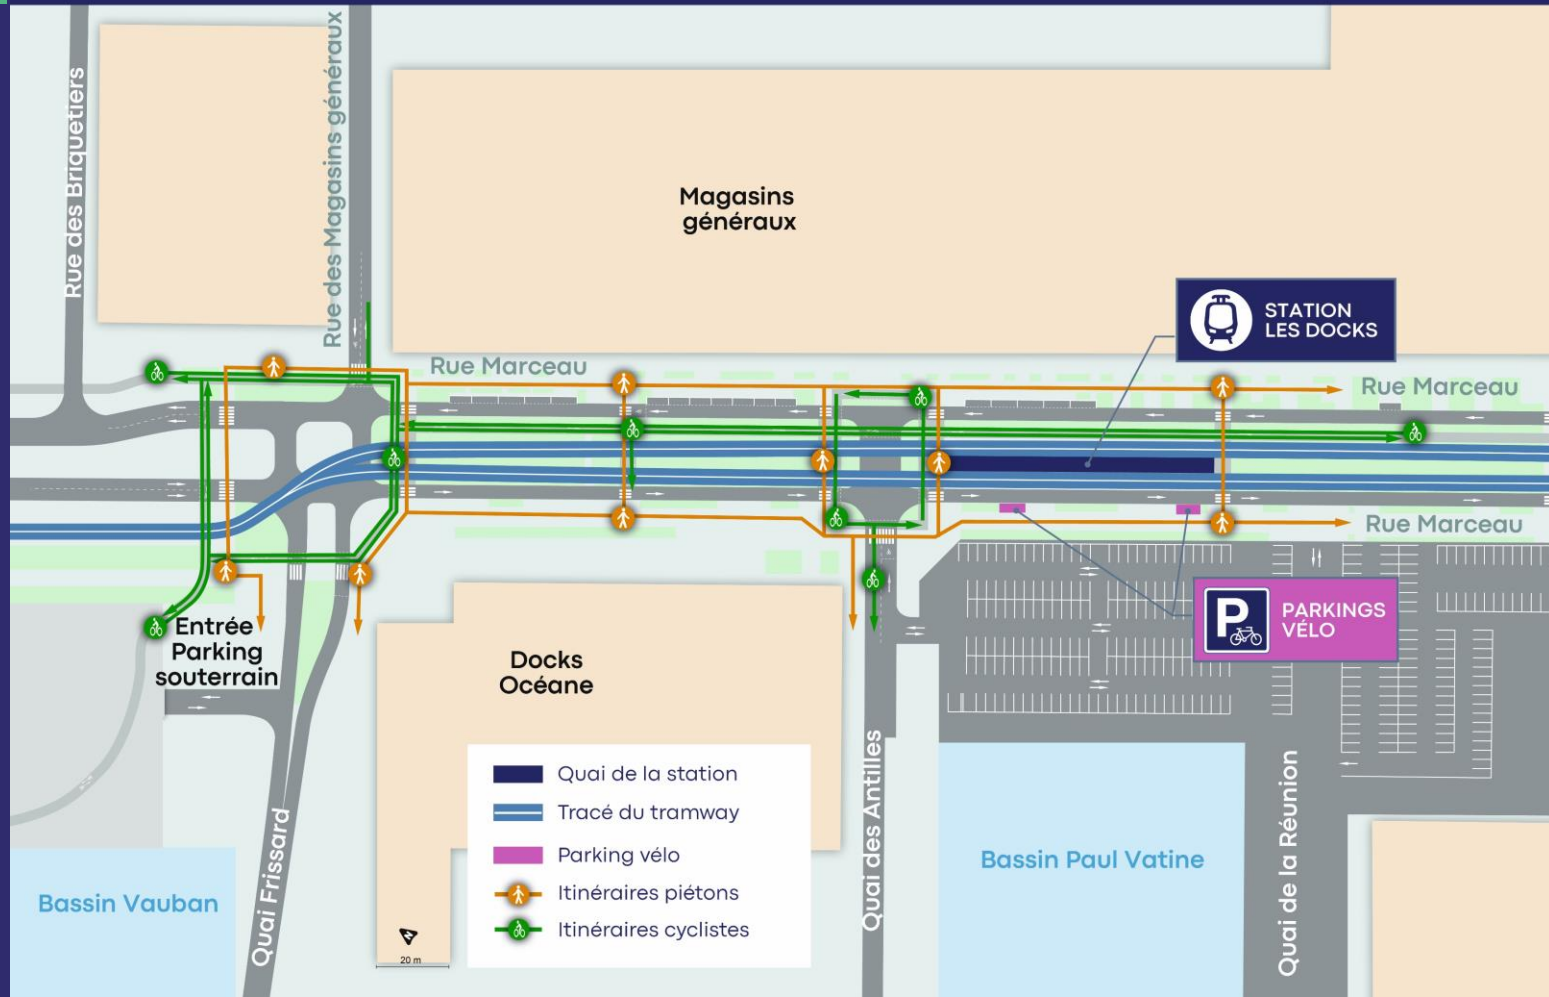 Rue des Briquetiers
Rue des Magasins généraux
Magasins
généraux
STATION
LES DOCKS
Rue Marceau
Rue Marceau
Rue Marceau
P
PARKINGS
VÉLO
Entrée
Parking
souterrain
Docks
Océane
Quai de la station
Tracé du tramway
Parking vélo
Itinéraires piétons
Itinéraires cyclistes
Quai des Antilles
Bassin Paul Vatine
Quai de la Réunion
Bassin Vauban
Quai Frissard
N
20 m